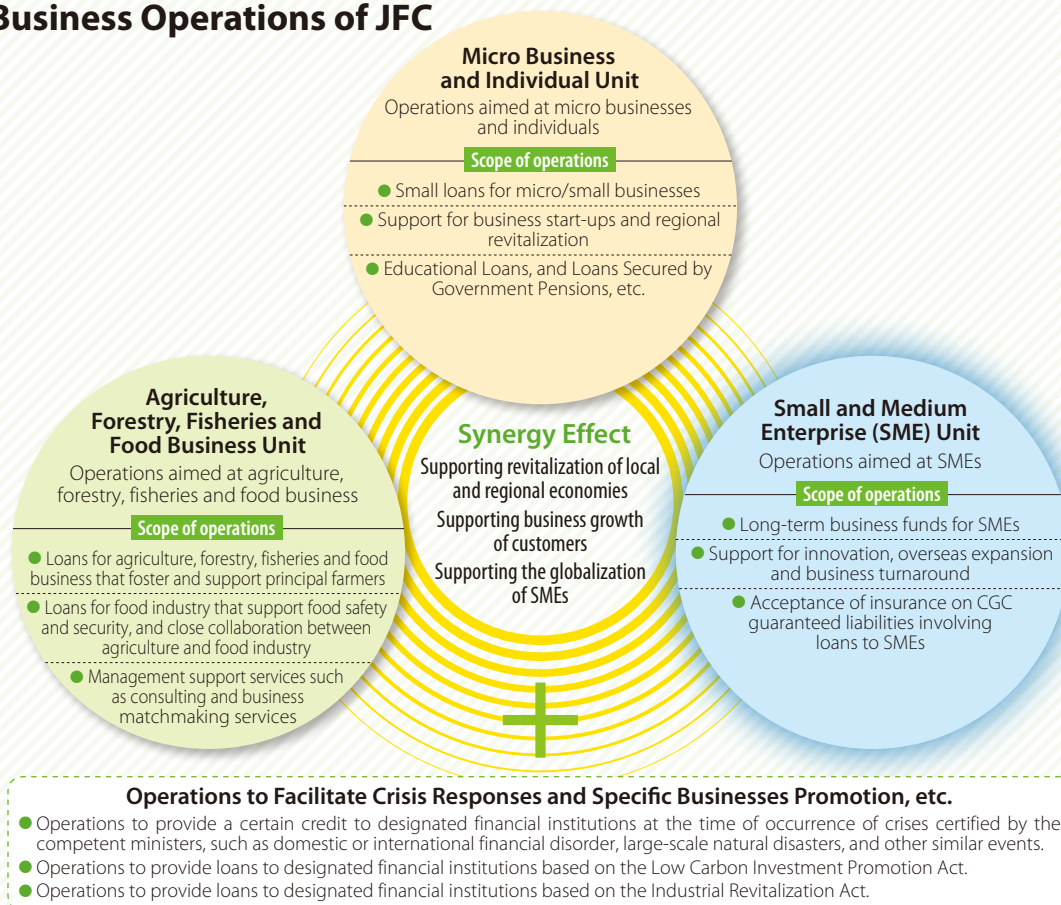 Business Operations of JFC
Micro Business
and Individual Unit
Operations aimed at micro businesses
and individuals
Scope of operations
● Small loans for micro/small businesses
● Support for business start-ups and regional
revitalization
● Educational Loans, and Loans Secured by
Government Pensions, etc.
Agriculture,
Forestry, Fisheries and
Food Business Unit
Operations aimed at agriculture,
forestry, fisheries and food business
Scope of operations
● Loans for agriculture, forestry, fisheries and food
business that foster and support principal farmers
● Loans for food industry that support food safety
and security, and close collaboration between
agriculture and food industry
● Management support services such
as consulting and business
matchmaking services
Synergy Effect
Supporting revitalization of local
and regional economies
Supporting business growth
of customers
Supporting the globalization
of SMEs
Small and Medium
Enterprise (SME) Unit
Operations aimed at SMEs
Scope of operations
● Long-term business funds for SMEs
● Support for innovation, overseas expansion
and business turnaround
● Acceptance of insurance on CGC
guaranteed liabilities involving
loans to SMEs
Operations to Facilitate Crisis Responses and Specific Businesses Promotion, etc.
● Operations to provide a certain credit to designated financial institutions at the time of occurrence of crises certified by the
competent ministers, such as domestic or international financial disorder, large-scale natural disasters, and other similar events.
● Operations to provide loans to designated financial institutions based on the Low Carbon Investment Promotion Act.
● Operations to provide loans to designated financial institutions based on the Industrial Revitalization Act.